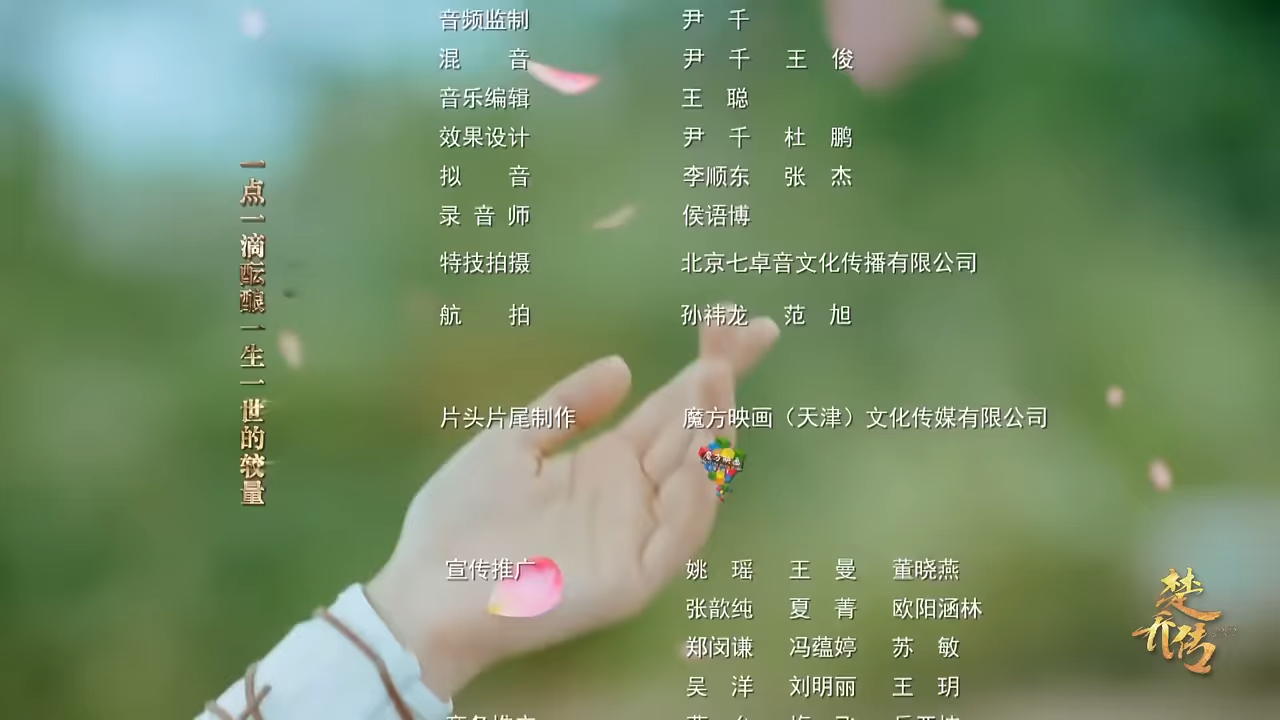 音频监制 尹千
混音 尹千 王俊
音乐编辑 王聪
效果设计 尹千 杜鹏
拟音 李顺东 张杰
录音师 侯语博
特技拍摄 北京七卓音文化传播有限公司
航拍 孙祎龙 范旭
片头片尾制作 魔方映画（天津）文化传媒有限公司
魔方映画
宣传推广 姚瑶 王曼 董晓燕
张歆纯 夏菁 欧阳涵林
郑闵谦 冯蕴婷 苏敏
吴洋 刘明丽 王玥
一点一滴酝酿一生一世的较量
楚乔传